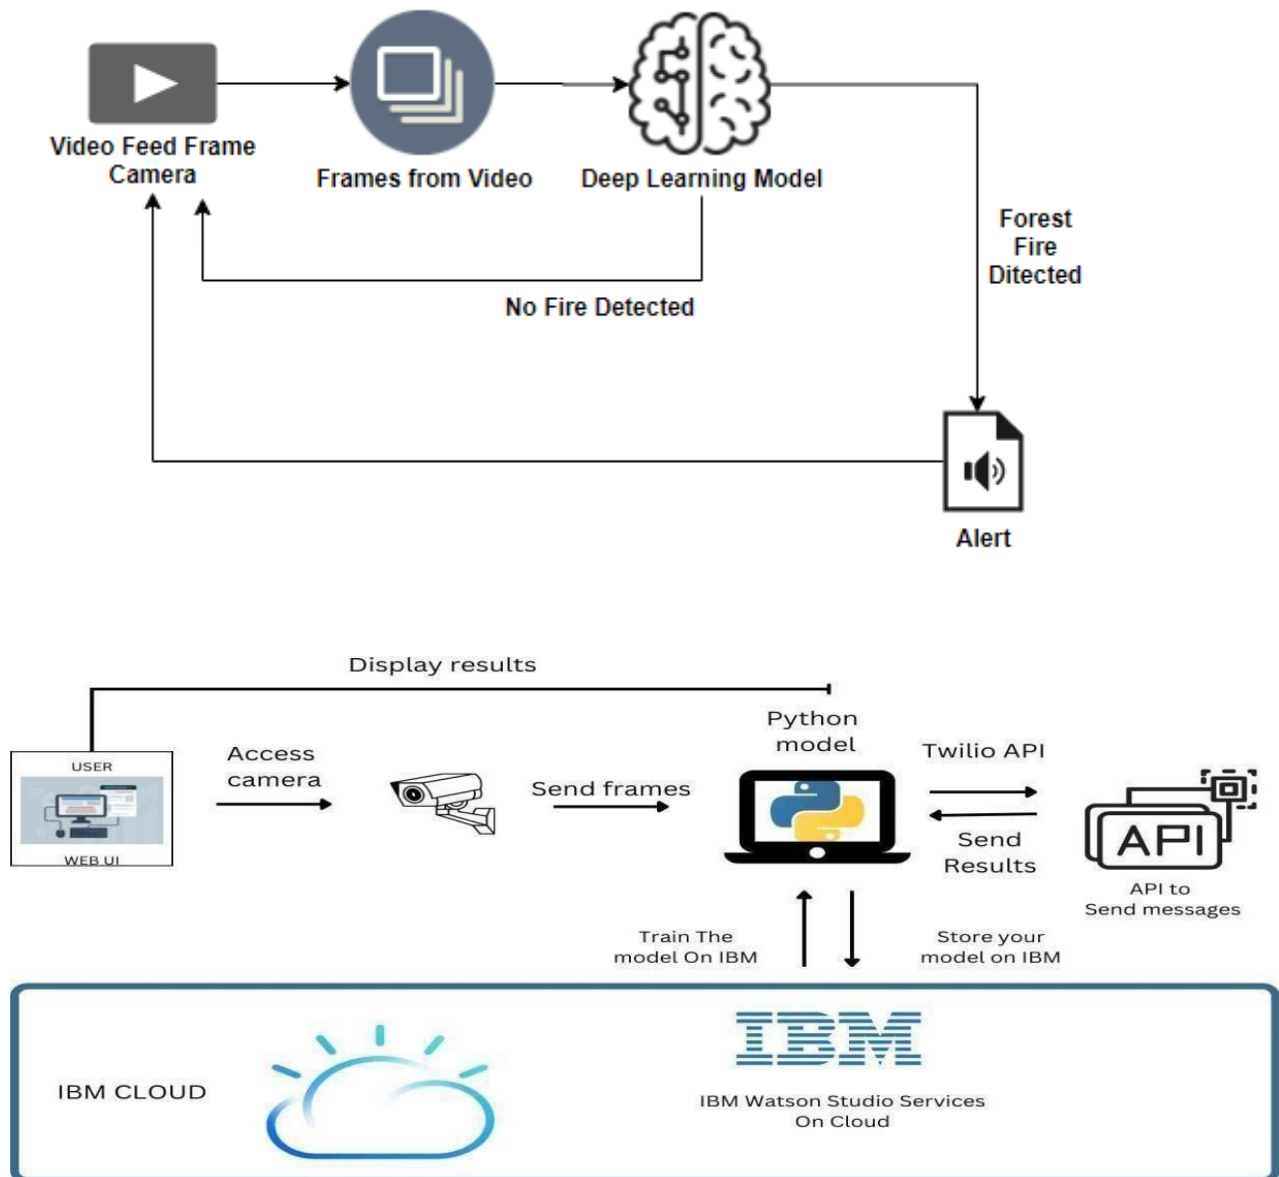 Video Feed Frame
Camera
Frames from Video
Deep Learning Model
Forest
Fire
Ditected
No Fire Detected
Alert
Display results
Python
model
USER
WEB UI
Access
camera
Send frames
Twilio API
Send
Results
API
API to
Send messages
Train The
model On IBM
Store your
model on IBM
IBM CLOUD
IBM
IBM Watson Studio Services
On Cloud